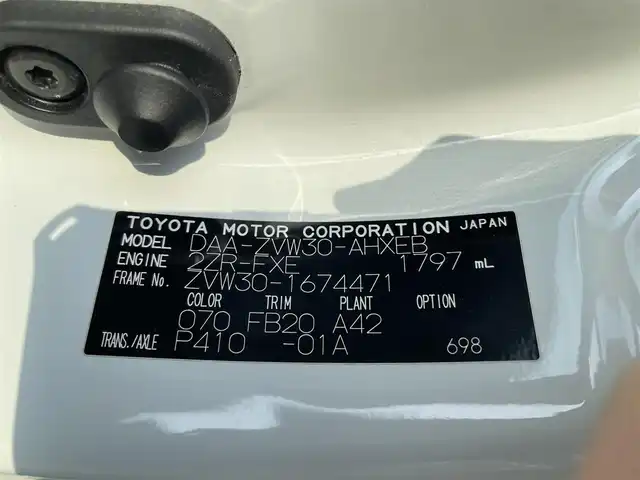 TOYOTA MOTOR CORPORATION JAPAN
MODEL DAA-ZVW30-AHXEB
ENGINE 2ZR-FXE 1797 mL
FRAME No. ZVW30-1674471
COLOR TRIM PLANT OPTION
070 FB20 A42
TRANS./AXLE P410 -01A 698